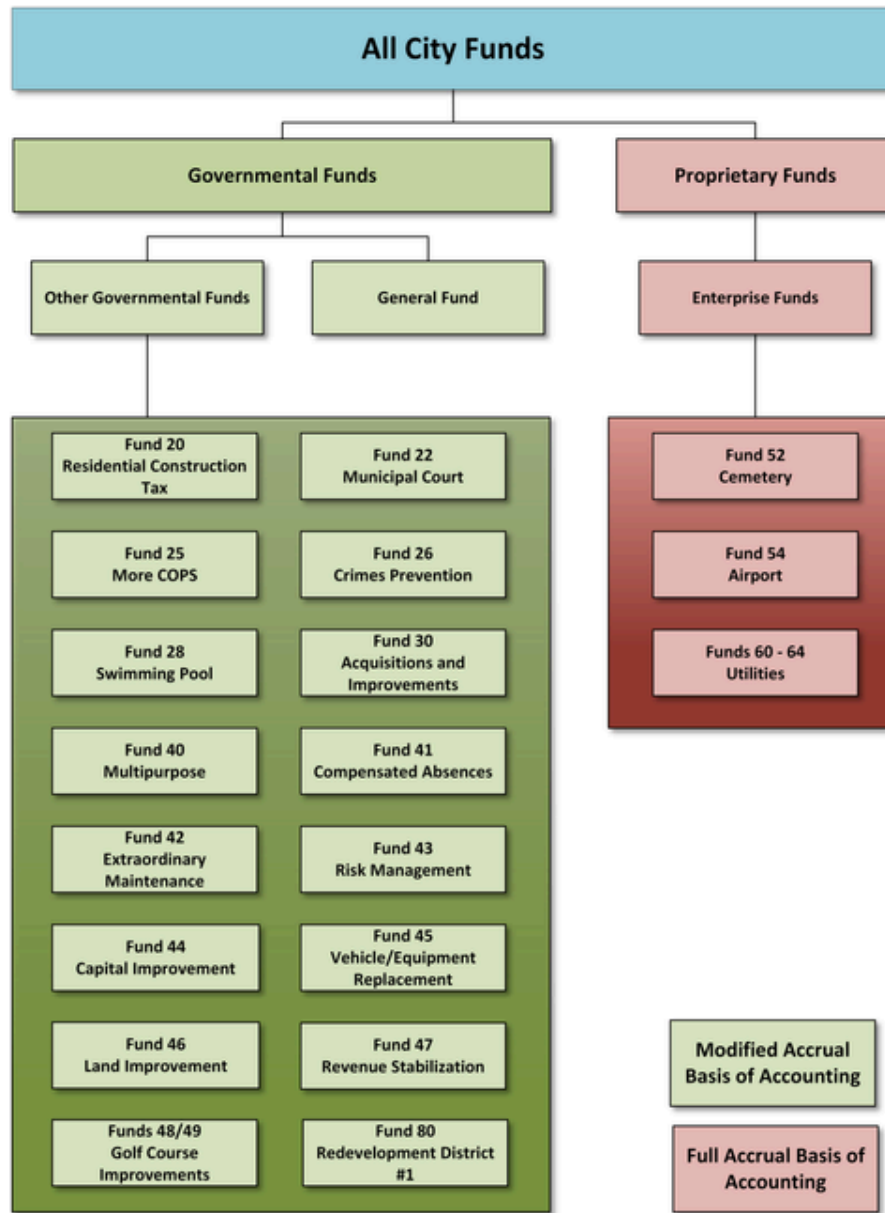 All City Funds
Governmental Funds
Proprietary Funds
Other Governmental Funds
General Fund
Enterprise Funds
Fund 20
Residential Construction
Tax
Fund 22
Municipal Court
Fund 25
More COPS
Fund 26
Crimes Prevention
Fund 28
Swimming Pool
Fund 30
Acquisitions and
Improvements
Fund 40
Multipurpose
Fund 41
Compensated Absences
Fund 42
Extraordinary
Maintenance
Fund 43
Risk Management
Fund 44
Capital Improvement
Fund 45
Vehicle/Equipment
Replacement
Fund 46
Land Improvement
Fund 47
Revenue Stabilization
Funds 48/49
Golf Course
Improvements
Fund 80
Redevelopment District
#1
Fund 52
Cemetery
Fund 54
Airport
Funds 60 - 64
Utilities
Modified Accrual
Basis of Accounting
Full Accrual Basis of
Accounting